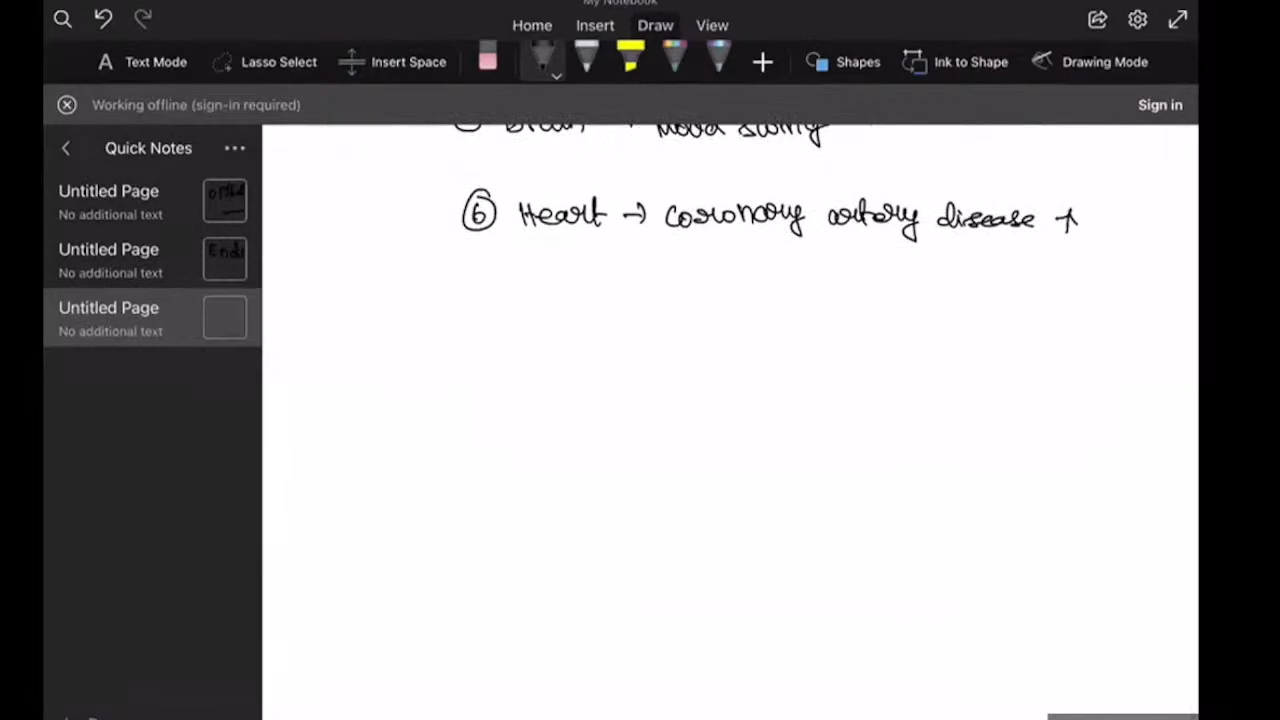 My Notebook
Home Insert Draw View
Text Mode Lasso Select Insert Space Shapes Ink to Shape Drawing Mode
Working offline (sign-in required) Sign in
Quick Notes
Untitled Page
No additional text
Untitled Page
No additional text
Untitled Page
No additional text
Mood swing
⑥ Heart → coronary artery disease